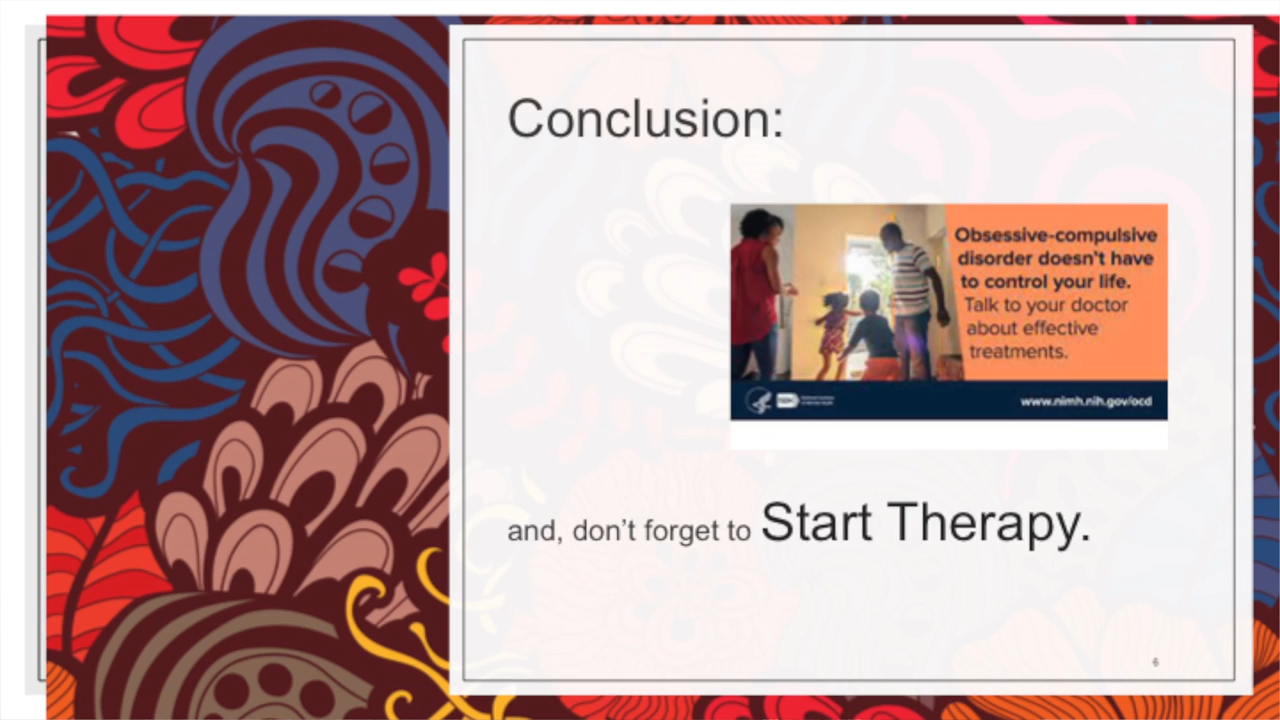 Conclusion:
Obsessive-compulsive
disorder doesn't have
to control your life.
Talk to your doctor
about effective
treatments.
www.nimh.nih.gov/ocd
and, don’t forget to Start Therapy.
6